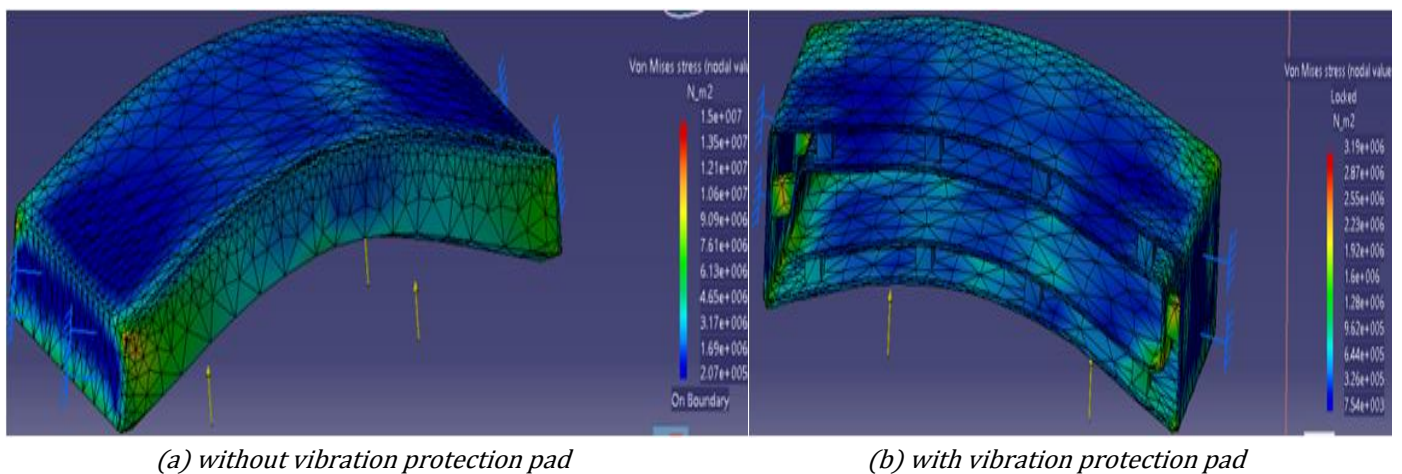 Von Mises stress (nodal valu
N_m2
1.5e+007
1.35e+007
1.21e+007
1.06e+007
9.09e+006
7.61e+006
6.13e+006
4.65e+006
3.17e+006
1.69e+006
2.07e+005
On Boundary
Von Mises stress (nodal value
Locked
N_m2
3.19e+006
2.87e+006
2.55e+006
2.23e+006
1.92e+006
1.6e+006
1.28e+006
9.62e+005
6.44e+005
3.26e+005
7.54e+003
(a) without vibration protection pad
(b) with vibration protection pad